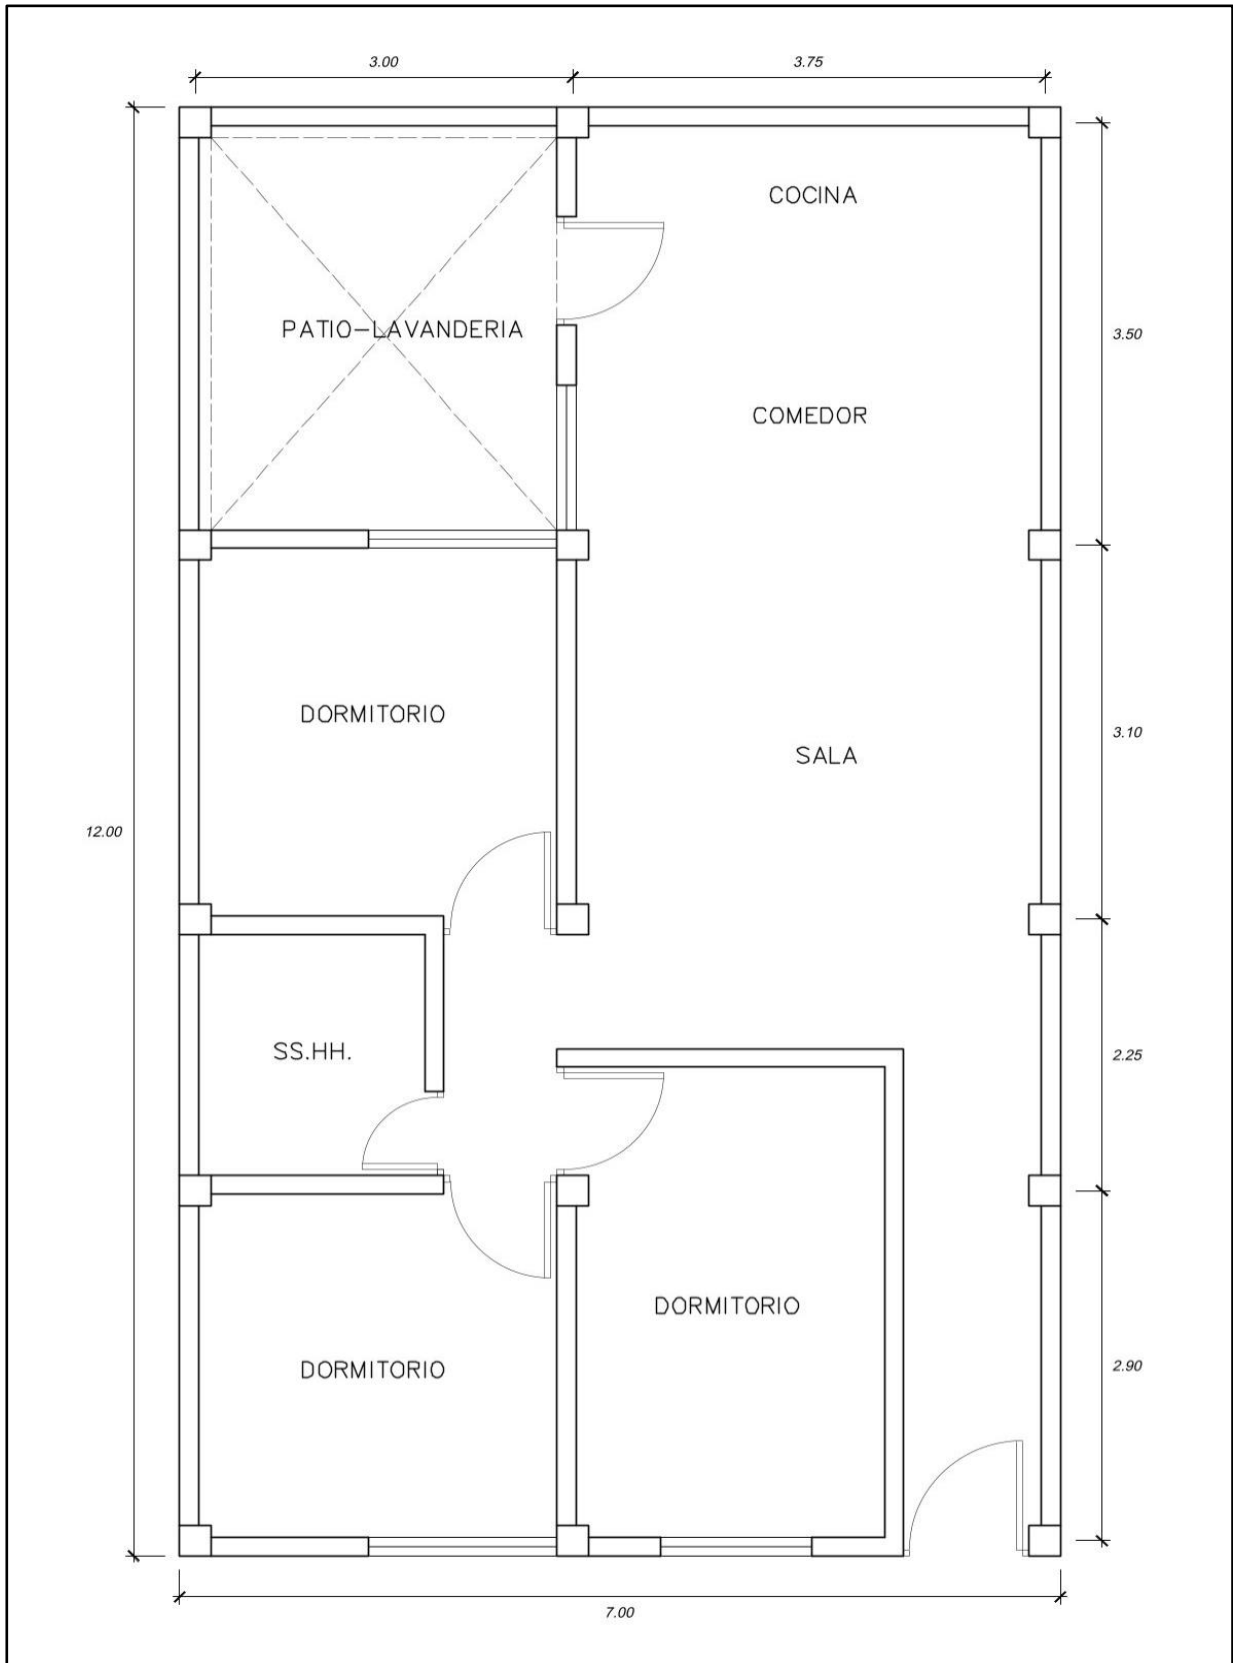 3.00
3.75
COCINA
PATIO-LAVANDERIA
3.50
COMEDOR
DORMITORIO
3.10
SALA
12.00
SS.HH.
2.25
DORMITORIO
2.90
DORMITORIO
7.00